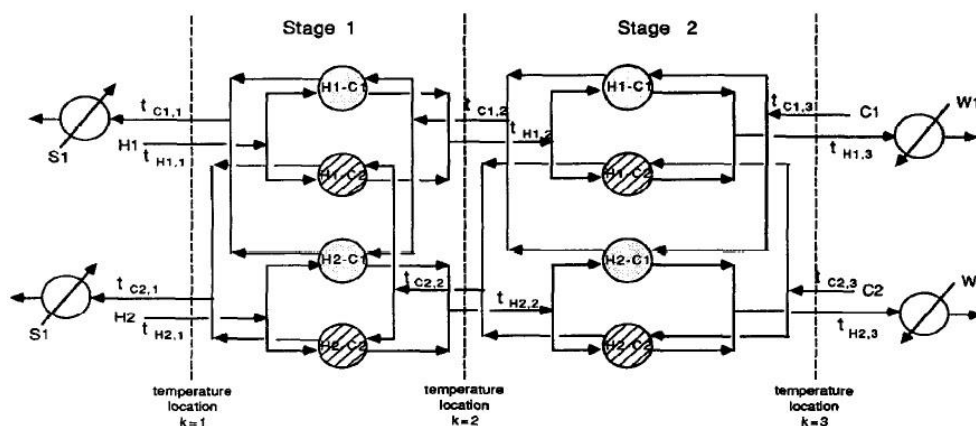 Stage 1 Stage 2
H1-C1 H1-C1
t C1,1 t C1,2 t C1,3 C1 W1
S1 H1 t H1,2 t H1,3
t H1,1
H1-C2 H1-C2
H2-C1 H2-C1
t C2,1 t C2,2 t C2,3 C2 W
S1 H2 t H2,2
t H2,1 t H2,3
H2-C2 H2-C2
temperature temperature temperature
location location location
k=1 k=2 k=3